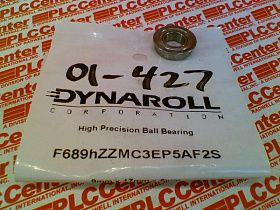 01-427
DYNAROLL
CORPORATION
High Precision Ball Bearing
F689hZZMC3EP5AF2S